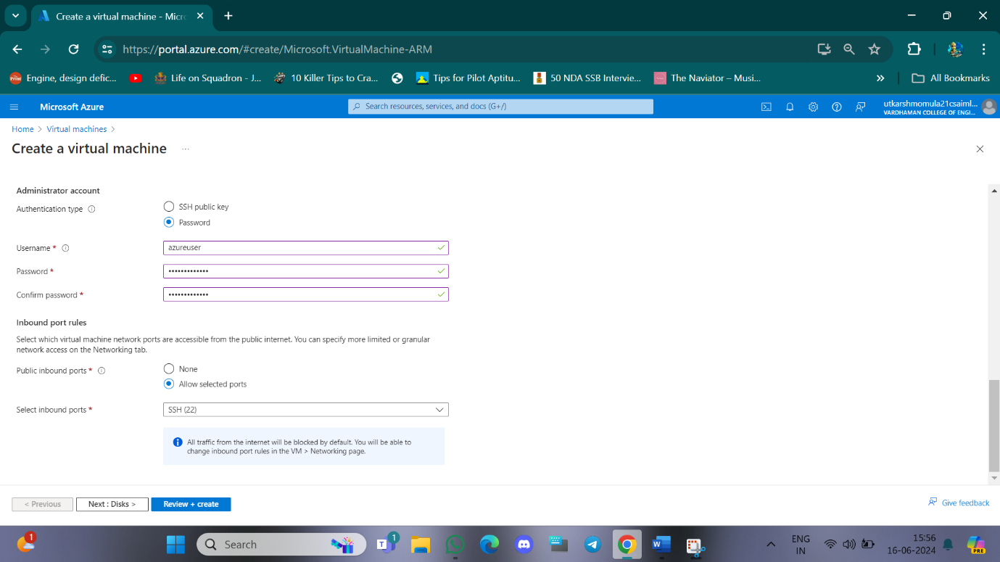 Create a virtual machine - Micr
https://portal.azure.com/#create/Microsoft.VirtualMachine-ARM
Engine, design defic...
Life on Squadron - J...
10 Killer Tips to Cra...
Tips for Pilot Aptitu...
50 NDA SSB Intervie...
The Naviator – Musi...
»
All Bookmarks
Microsoft Azure
Search resources, services, and docs (G+/)
utkarshmomula21csaiml...
VARDHAMAN COLLEGE OF ENGI...
Home > Virtual machines >
Create a virtual machine ...
Administrator account
Authentication type
SSH public key
Password
Username *
azureuser
Password *
•••••••••••••
Confirm password *
•••••••••••••
Inbound port rules
Select which virtual machine network ports are accessible from the public internet. You can specify more limited or granular
network access on the Networking tab.
Public inbound ports *
None
Allow selected ports
Select inbound ports *
SSH (22)
All traffic from the internet will be blocked by default. You will be able to
change inbound port rules in the VM > Networking page.
< Previous
Next : Disks >
Review + create
Give feedback
1
Search
1
ENG
IN
15:56
16-06-2024
PRE